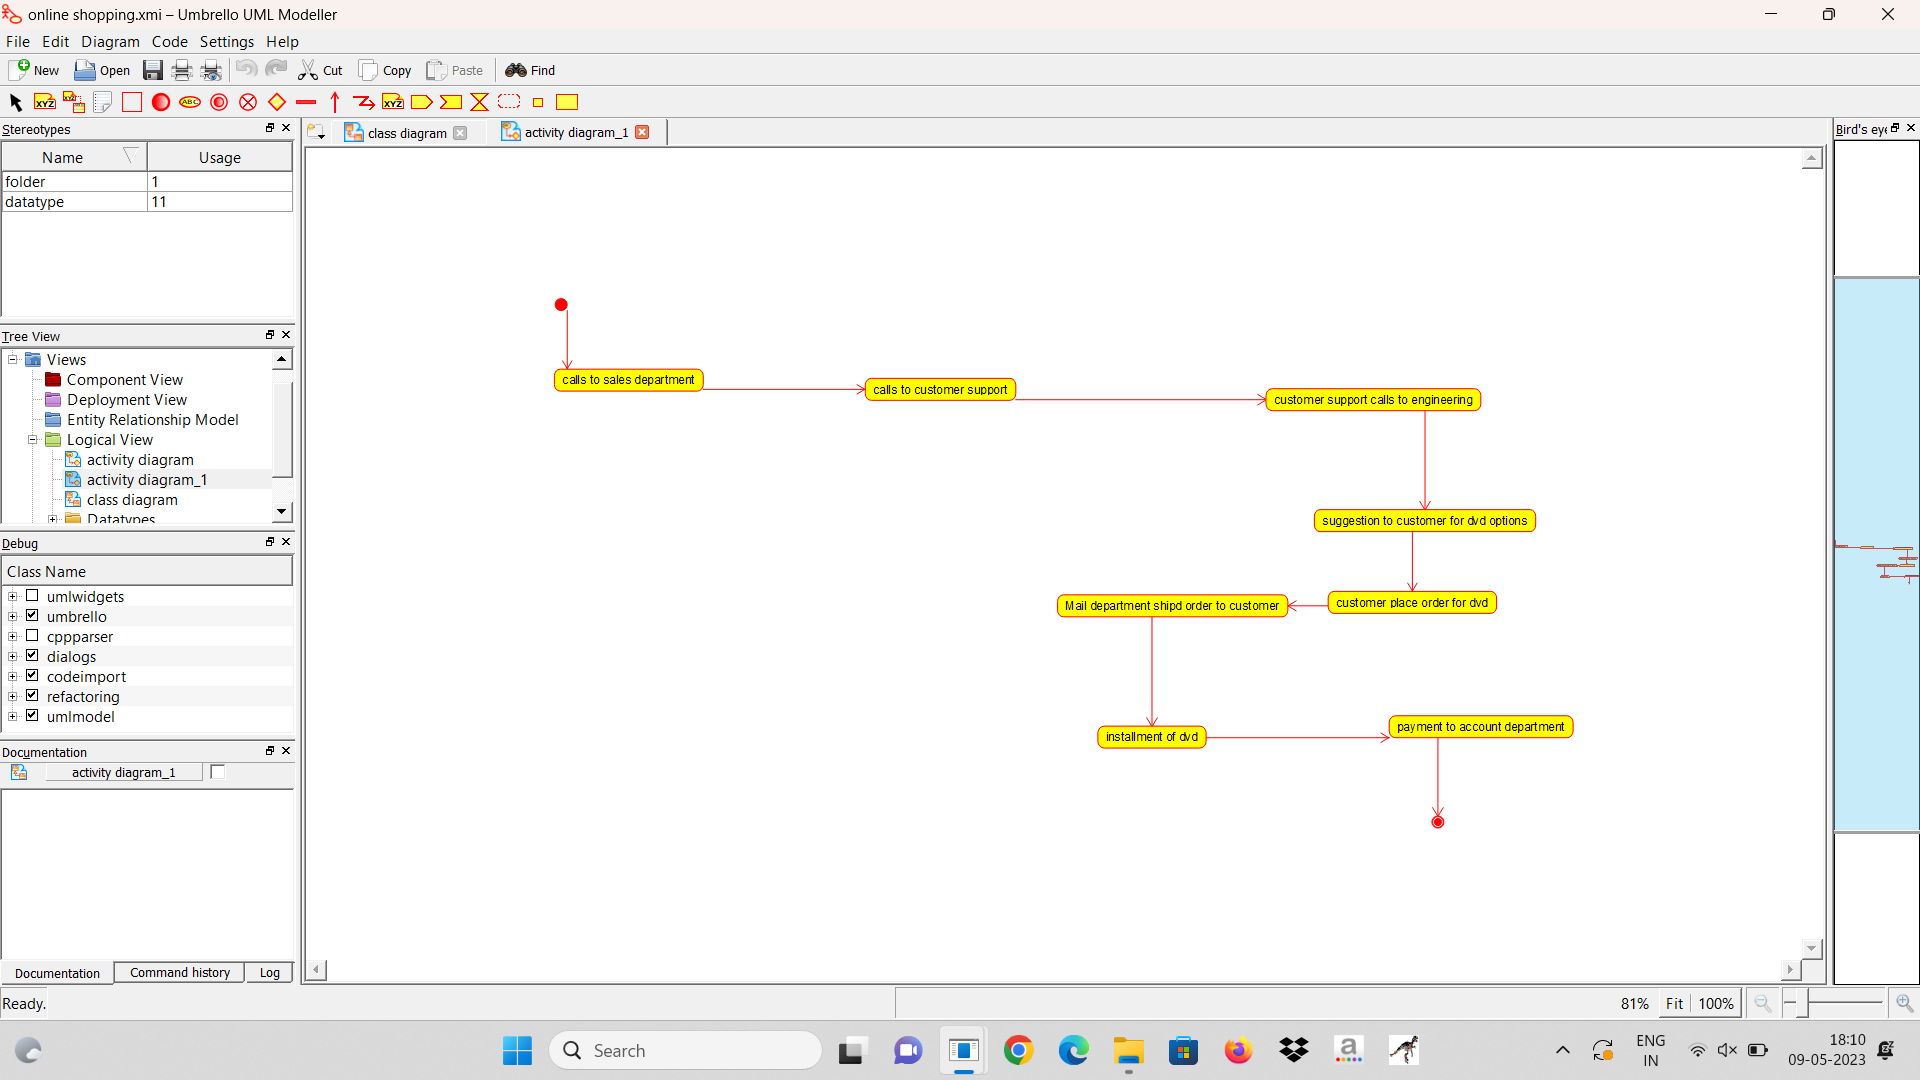 online shopping.xmi – Umbrello UML Modeller
File Edit Diagram Code Settings Help
New Open Cut Copy Paste Find
XYZ ABC XYZ
Stereotypes
Name Usage
folder 1
datatype 11
Tree View
Views
Component View
Deployment View
Entity Relationship Model
Logical View
activity diagram
activity diagram_1
class diagram
Datatypes
Debug
Class Name
umlwidgets
umbrello
cppparser
dialogs
codeimport
refactoring
umlmodel
Documentation
activity diagram_1
Documentation Command history Log
Ready.
class diagram activity diagram_1
calls to sales department
calls to customer support
customer support calls to engineering
suggestion to customer for dvd options
customer place order for dvd
Mail department shipd order to customer
installment of dvd
payment to account department
Bird's eye
81% Fit 100%
Search
a
ENG
IN
18:10
09-05-2023